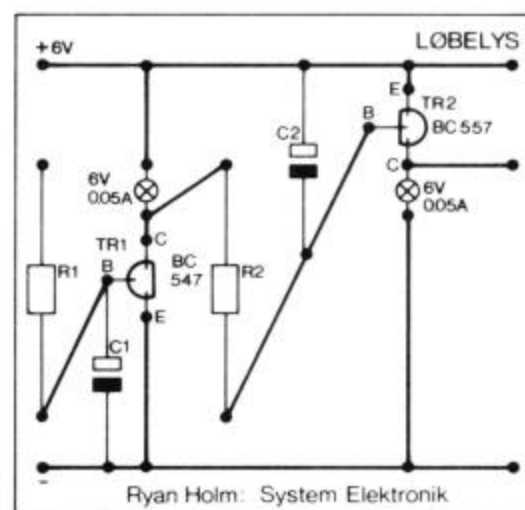 +6V
LØBELYS
E
TR2
B
BC 557
C2
C
6V
0.05A
6V
0.05A
TR1
C
B
BC
547
R1
R2
E
C1
-
Ryan Holm: System Elektronik